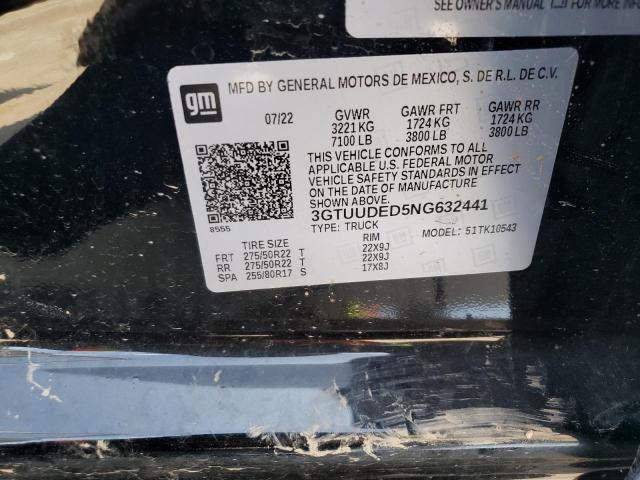 SEE OWNER'S MANUAL FOR MORE
gm
MFD BY GENERAL MOTORS DE MEXICO, S. DE R.L. DE C.V.
07/22 GVWR GAWR FRT GAWR RR
3221 KG 1724 KG 1724 KG
7100 LB 3800 LB 3800 LB
THIS VEHICLE CONFORMS TO ALL
APPLICABLE U.S. FEDERAL MOTOR
VEHICLE SAFETY STANDARDS IN EFFECT
ON THE DATE OF MANUFACTURE
SHOWN ABOVE.
3GTUUDED5NG632441
8555
TYPE: TRUCK MODEL: 51TK10543
TIRE SIZE RIM
FRT 275/50R22 T 22X9J
RR 275/50R22 T 22X9J
SPA 255/80R17 S 17X8J